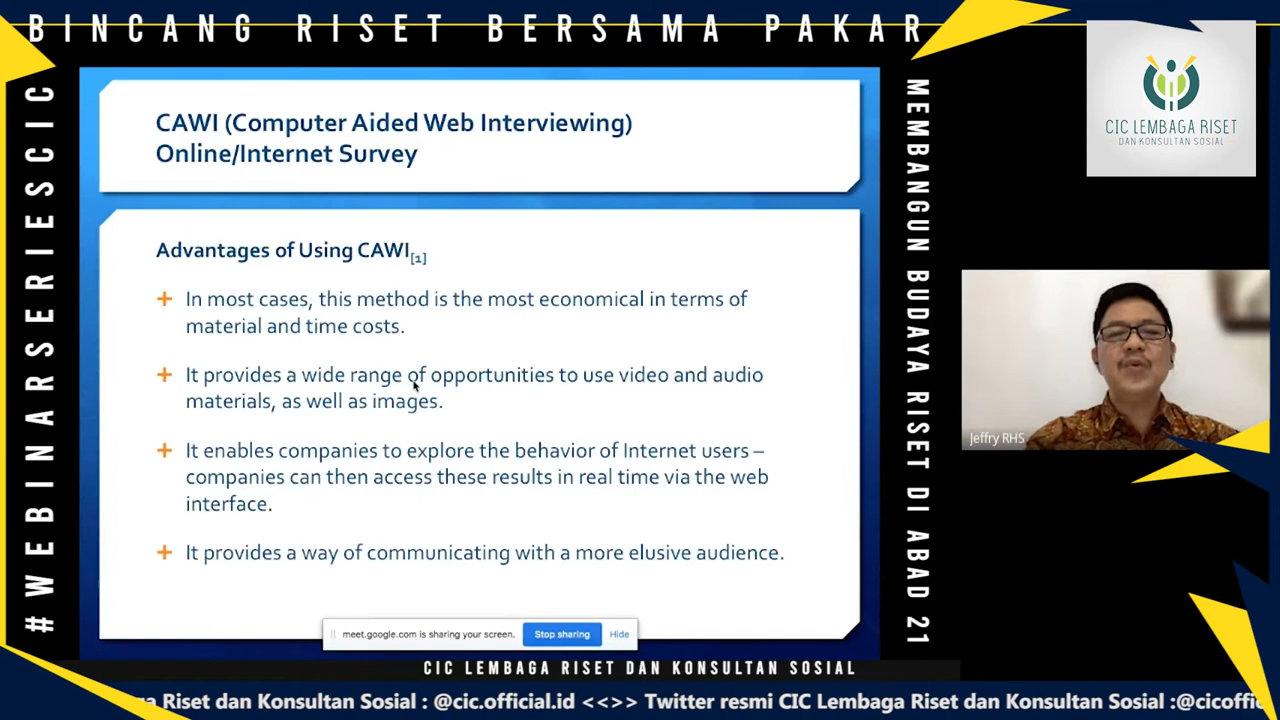 BINCANG RISET BERSAMA PAKAR
#WEBINARSERIESCIC
CAWI (Computer Aided Web Interviewing)
Online/Internet Survey
Advantages of Using CAWI[1]
+ In most cases, this method is the most economical in terms of
material and time costs.
+ It provides a wide range of opportunities to use video and audio
materials, as well as images.
+ It enables companies to explore the behavior of Internet users –
companies can then access these results in real time via the web
interface.
+ It provides a way of communicating with a more elusive audience.
meet.google.com is sharing your screen. Stop sharing Hide
MEMBANGUN BUDAYA RISET DI ABAD 21
CIC LEMBAGA RISET
DAN KONSULTAN SOSIAL
Jeffry RHS
CIC LEMBAGA RISET DAN KONSULTAN SOSIAL
ga Riset dan Konsultan Sosial : @cic.official.id <<>> Twitter resmi CIC Lembaga Riset dan Konsultan Sosial :@cicoffic